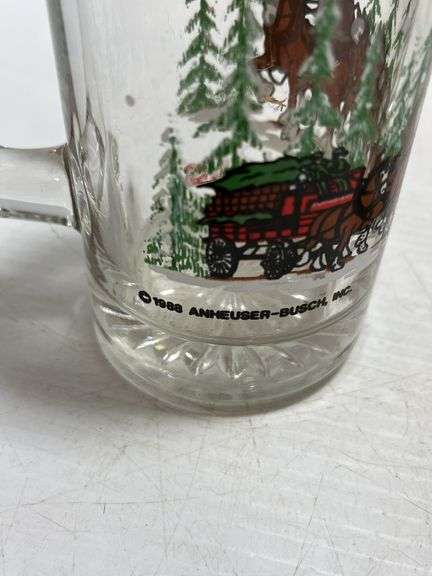 © 1988 ANHEUSER-BUSCH, INC.